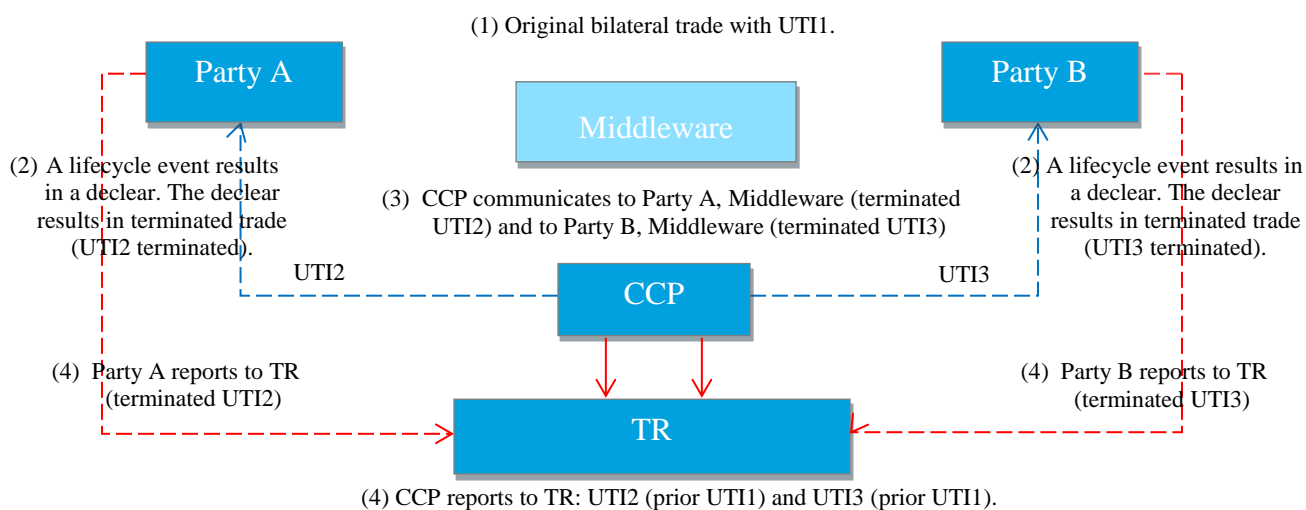 (1) Original bilateral trade with UTI1.
Party A
Party B
Middleware
(2) A lifecycle event results
in a declear. The declear
results in terminated trade
(UTI2 terminated).
(3) CCP communicates to Party A, Middleware (terminated
UTI2) and to Party B, Middleware (terminated UTI3)
(2) A lifecycle event results in
a declear. The declear
results in terminated trade
(UTI3 terminated).
UTI2
CCP
UTI3
(4) Party A reports to TR
(terminated UTI2)
(4) Party B reports to TR
(terminated UTI3)
TR
(4) CCP reports to TR: UTI2 (prior UTI1) and UTI3 (prior UTI1).